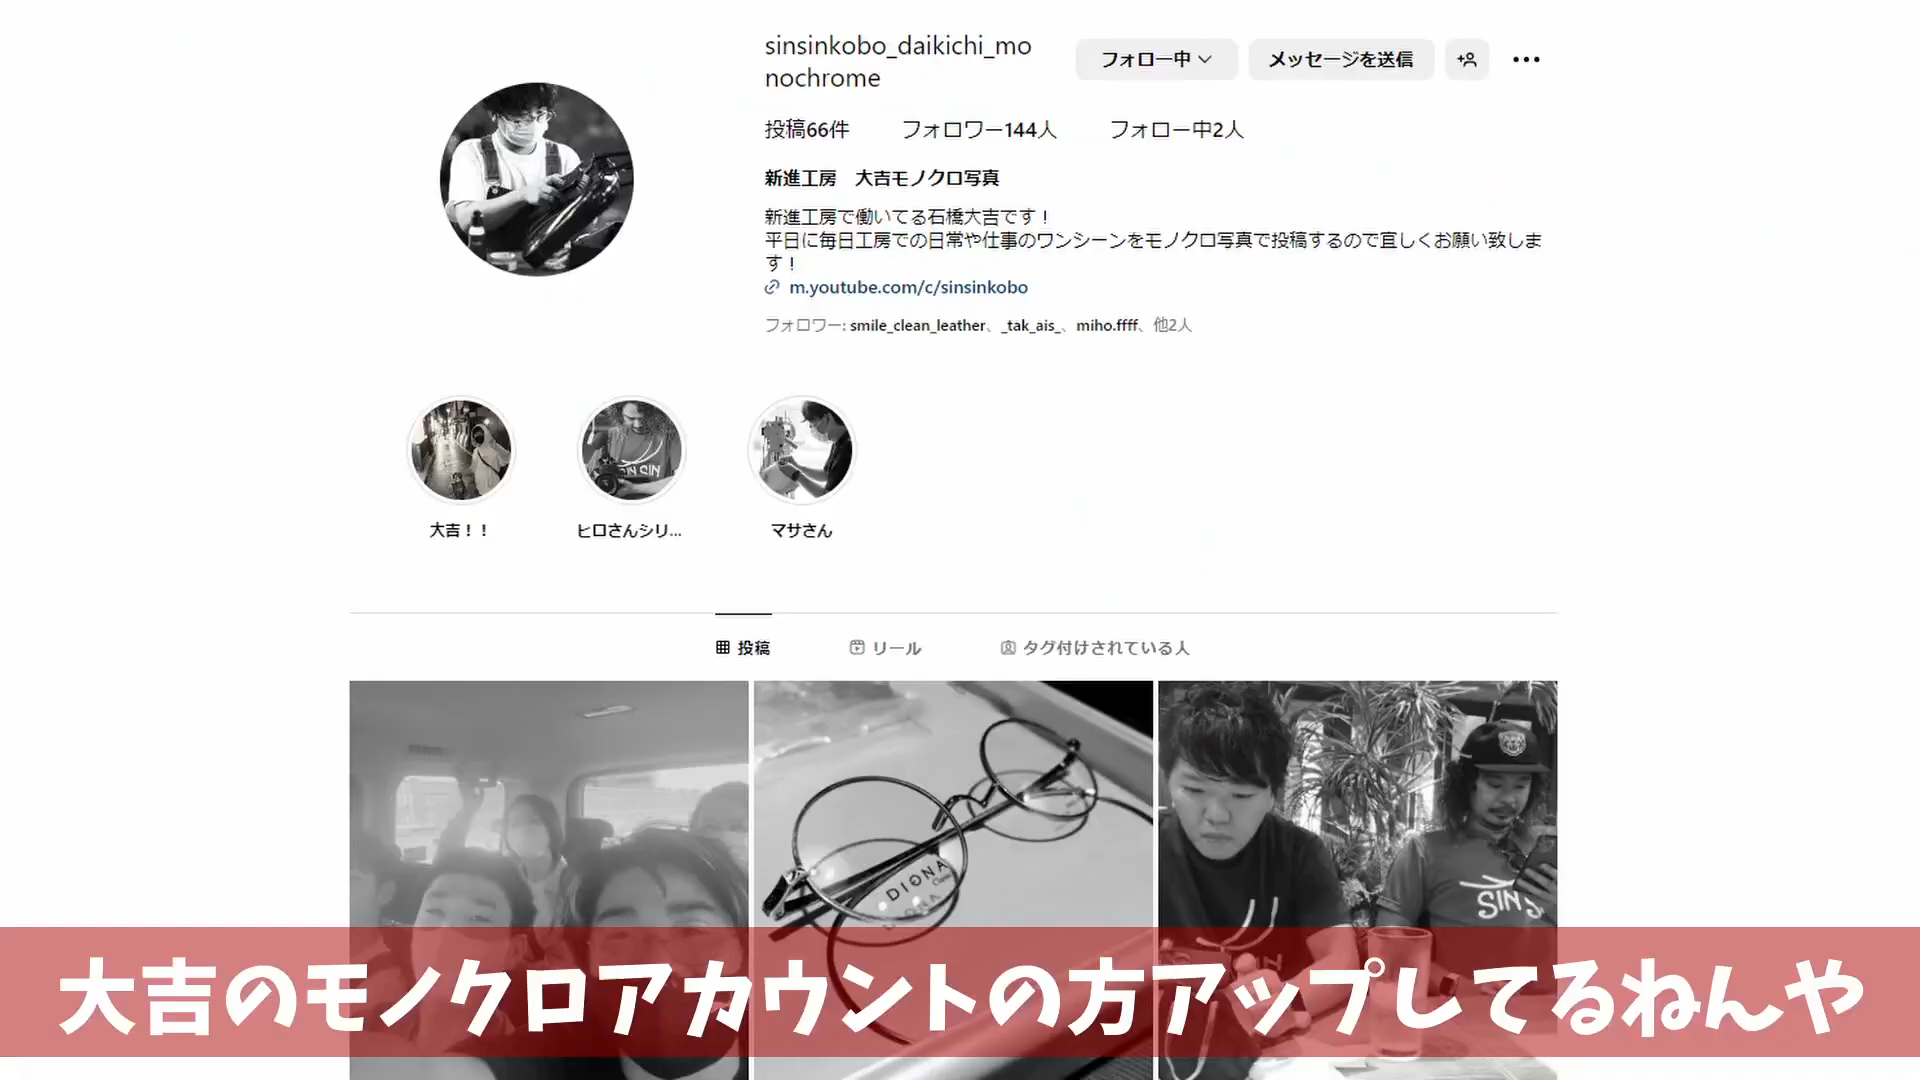 sinsinkobo_daikichi_mo
nochrome
フォロー中
メッセージを送信
投稿66件 フォロワー144人 フォロー中2人
新進工房 大吉モノクロ写真
新進工房で働いてる石橋大吉です！
平日に毎日工房での日常や仕事のワンシーンをモノクロ写真で投稿するので宜しくお願い致しま
す！
m.youtube.com/c/sinsinkobo
フォロワー: smile_clean_leather、_tak_ais_、miho.ffff、他2人
SIN SIN
大吉！！
ヒロさんシリ...
マサさん
投稿
リール
タグ付けされている人
DIGNA
Classic
SIN
大吉のモノクロアカウントの方アップしてるねんや